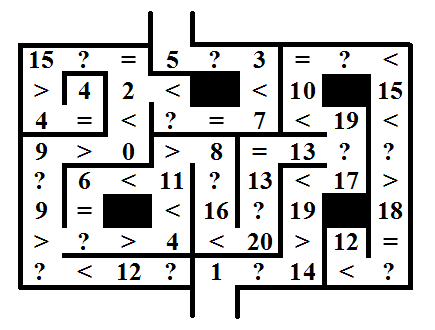 15 ? = 5 ? 3 = ? <
> 4 2 < < 10 15
4 = < ? = 7 < 19 <
9 > 0 > 8 = 13 ? ?
? 6 < 11 ? 13 < 17 >
9 = < 16 ? 19 18
> ? > 4 < 20 > 12 =
? < 12 ? 1 ? 14 < ?